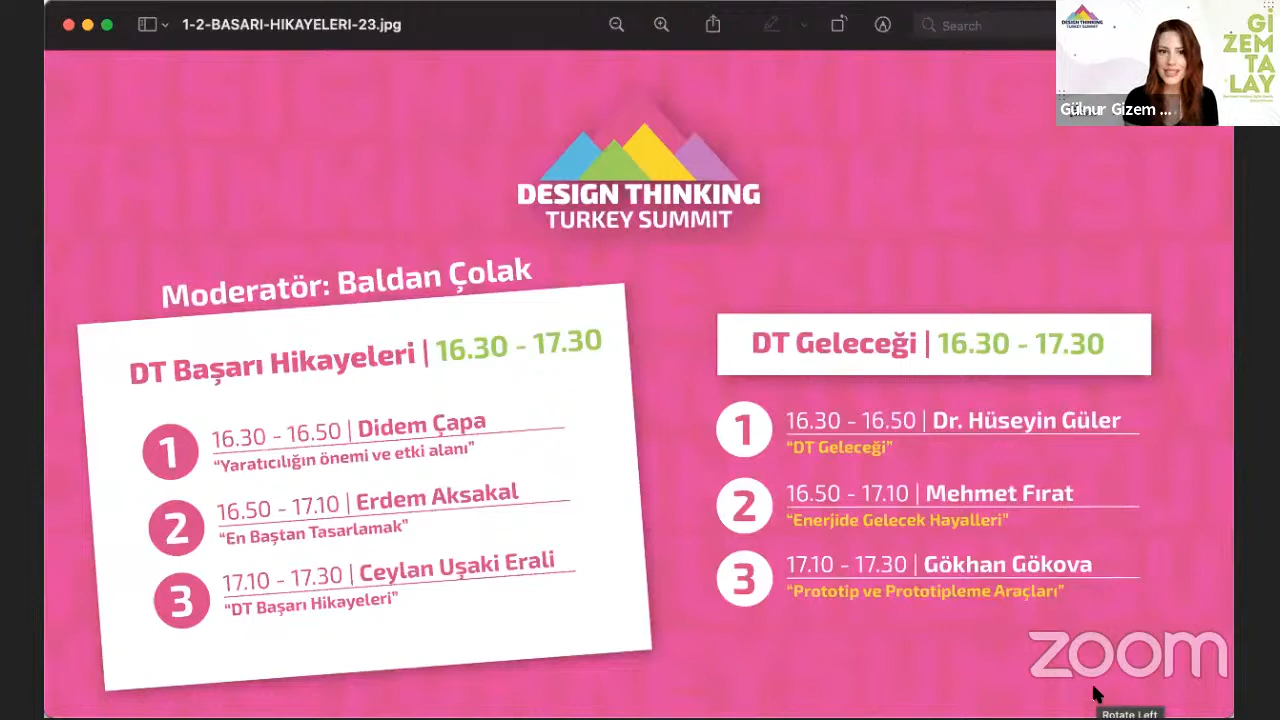 1-2-BASARI-HIKAYELERI-23.jpg
Search
DESIGN THINKING
TURKEY SUMMIT
Gİ
ZEM
TA
LAY
Gülnur Gizem ...
DESIGN THINKING
TURKEY SUMMIT
Moderatör: Baldan Çolak
DT Başarı Hikayeleri | 16.30 - 17.30
1
16.30 - 16.50 | Didem Çapa
“Yaratıcılığın önemi ve etki alanı”
2
16.50 - 17.10 | Erdem Aksakal
“En Baştan Tasarlamak”
3
17.10 - 17.30 | Ceylan Uşaki Erali
“DT Başarı Hikayeleri”
DT Geleceği | 16.30 - 17.30
1
16.30 - 16.50 | Dr. Hüseyin Güler
“DT Geleceği”
2
16.50 - 17.10 | Mehmet Fırat
“Enerjide Gelecek Hayalleri”
3
17.10 - 17.30 | Gökhan Gökova
“Prototip ve Prototipleme Araçları”
zoom
Rotate Left